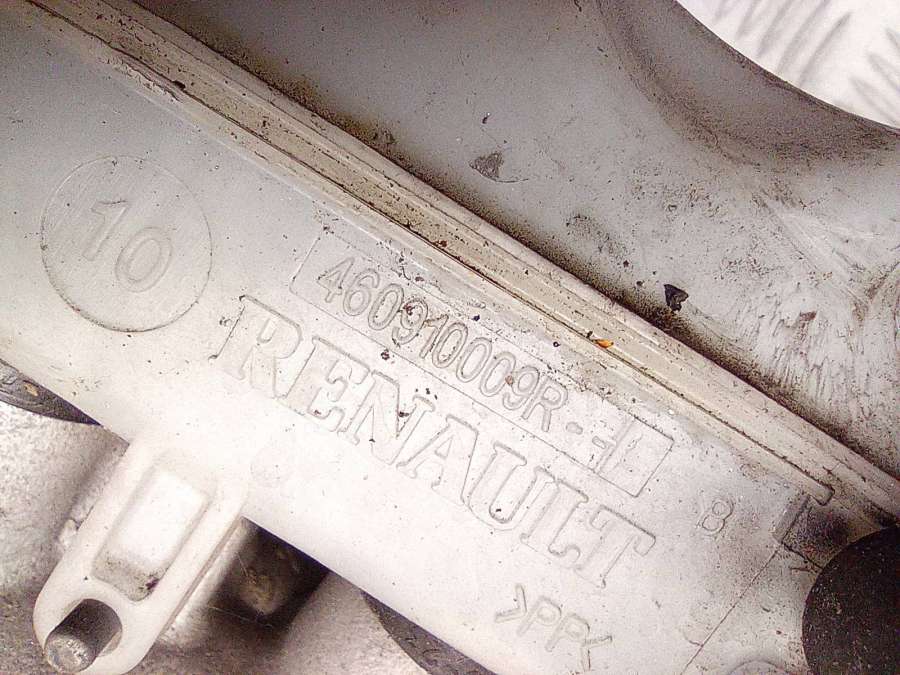 10
460910009R--
RENAULT
B
>PP<